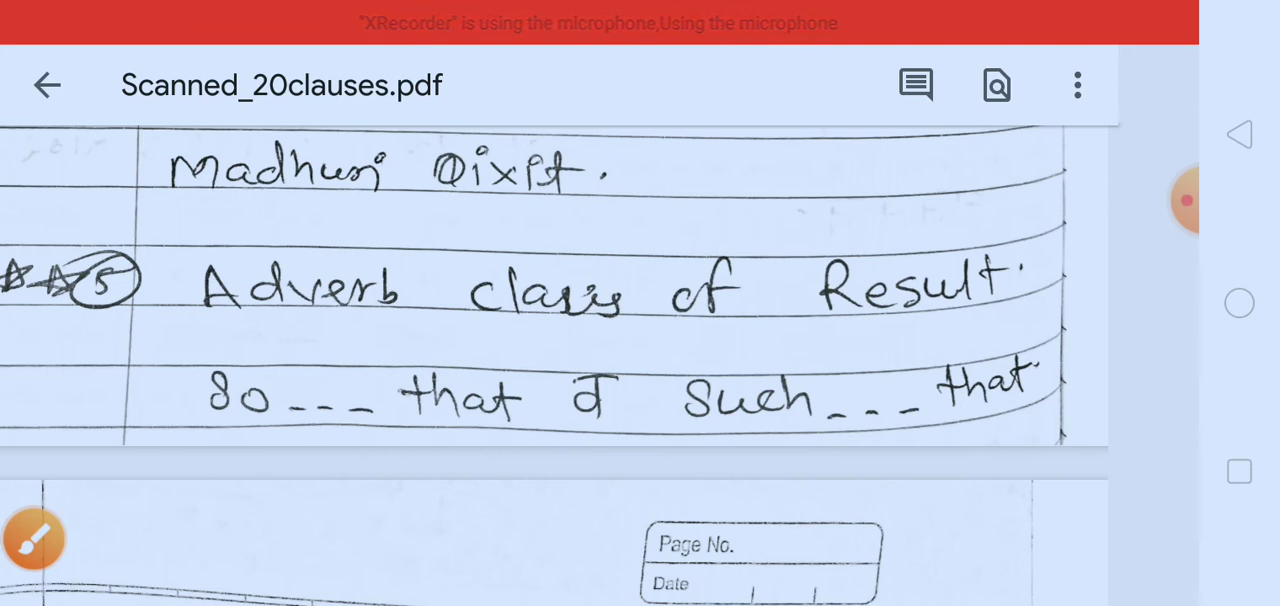 "XRecorder" is using the microphone,Using the microphone
Scanned_20clauses.pdf
Madhuri Dixit.
5 Adverb claus of Result.
So --- that & Such --- that
Page No.
Date